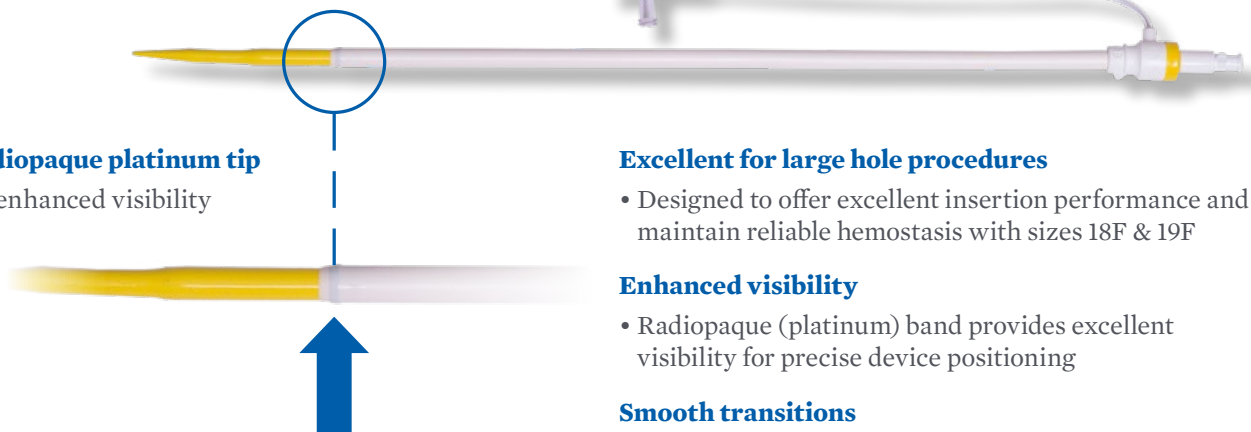 diopaque platinum tip
enhanced visibility
Excellent for large hole procedures
• Designed to offer excellent insertion performance and
maintain reliable hemostasis with sizes 18F & 19F
Enhanced visibility
• Radiopaque (platinum) band provides excellent
visibility for precise device positioning
Smooth transitions